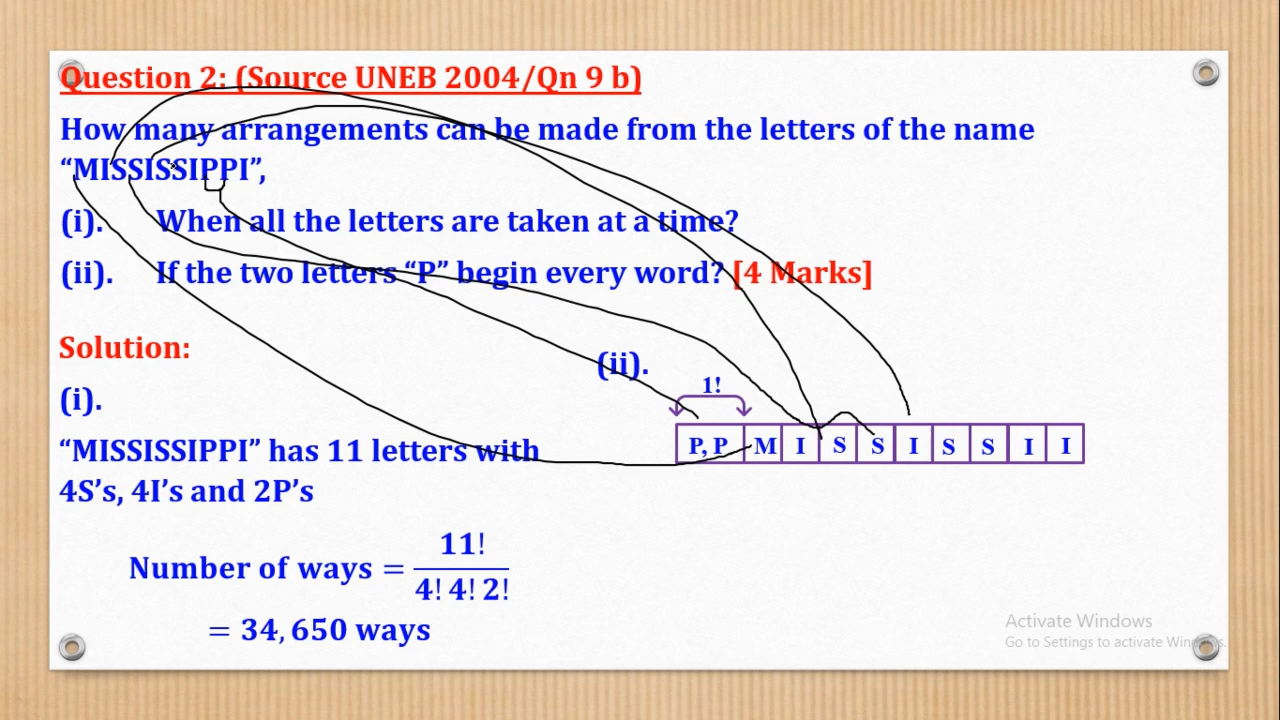 Question 2: (Source UNEB 2004/Qn 9 b)
How many arrangements can be made from the letters of the name
“MISSISSIPPI”,
(i). When all the letters are taken at a time?
(ii). If the two letters “P” begin every word? [4 Marks]
Solution:
(i).
“MISSISSIPPI” has 11 letters with
4S’s, 4I’s and 2P’s
Number of ways = 11! / 4! 4! 2!
= 34,650 ways
(ii).
1!
P, P M I S S I S S I I
Activate Windows
Go to Settings to activate Windows.